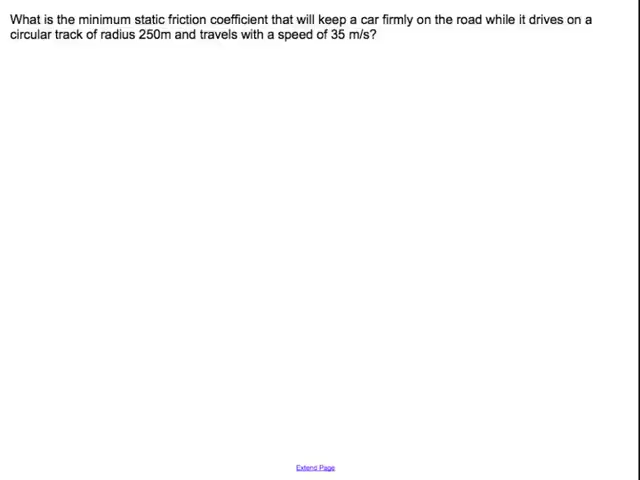 What is the minimum static friction coefficient that will keep a car firmly on the road while it drives on a
circular track of radius 250m and travels with a speed of 35 m/s?
Extend Page